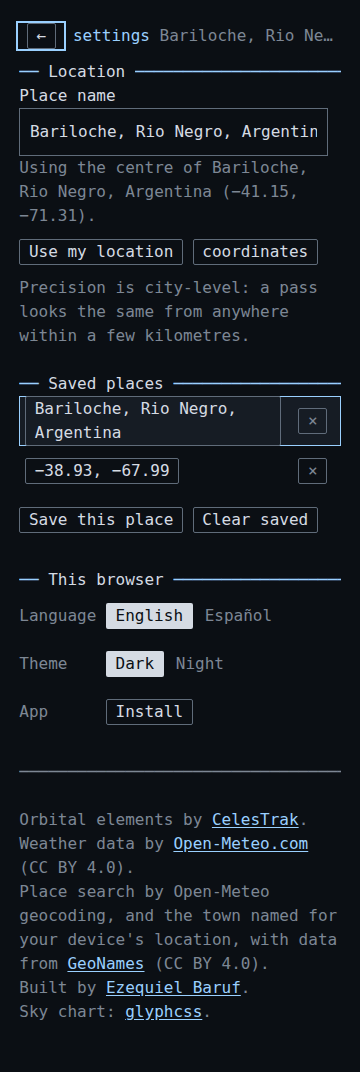 ← settings Bariloche, Rio Ne…
Location
Place name
Bariloche, Rio Negro, Argentin
Using the centre of Bariloche,
Rio Negro, Argentina (−41.15,
−71.31).
Use my location coordinates
Precision is city-level: a pass
looks the same from anywhere
within a few kilometres.
Saved places
Bariloche, Rio Negro,
Argentina ×
−38.93, −67.99 ×
Save this place Clear saved
This browser
Language English Español
Theme Dark Night
App Install
Orbital elements by CelesTrak.
Weather data by Open-Meteo.com
(CC BY 4.0).
Place search by Open-Meteo
geocoding, and the town named for
your device's location, with data
from GeoNames (CC BY 4.0).
Built by Ezequiel Baruf.
Sky chart: glyphcss.